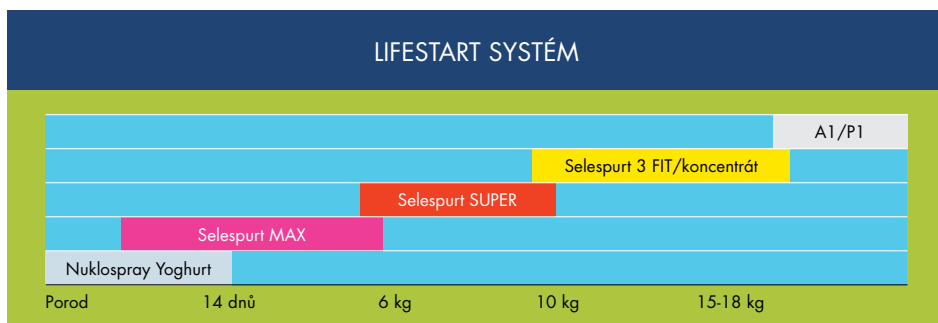 LIFESTART SYSTÉM
A1/P1
Selespurt 3 FIT/koncentrát
Selespurt SUPER
Selespurt MAX
Nuklospray Yoghurt
Porod 14 dnů 6 kg 10 kg 15-18 kg